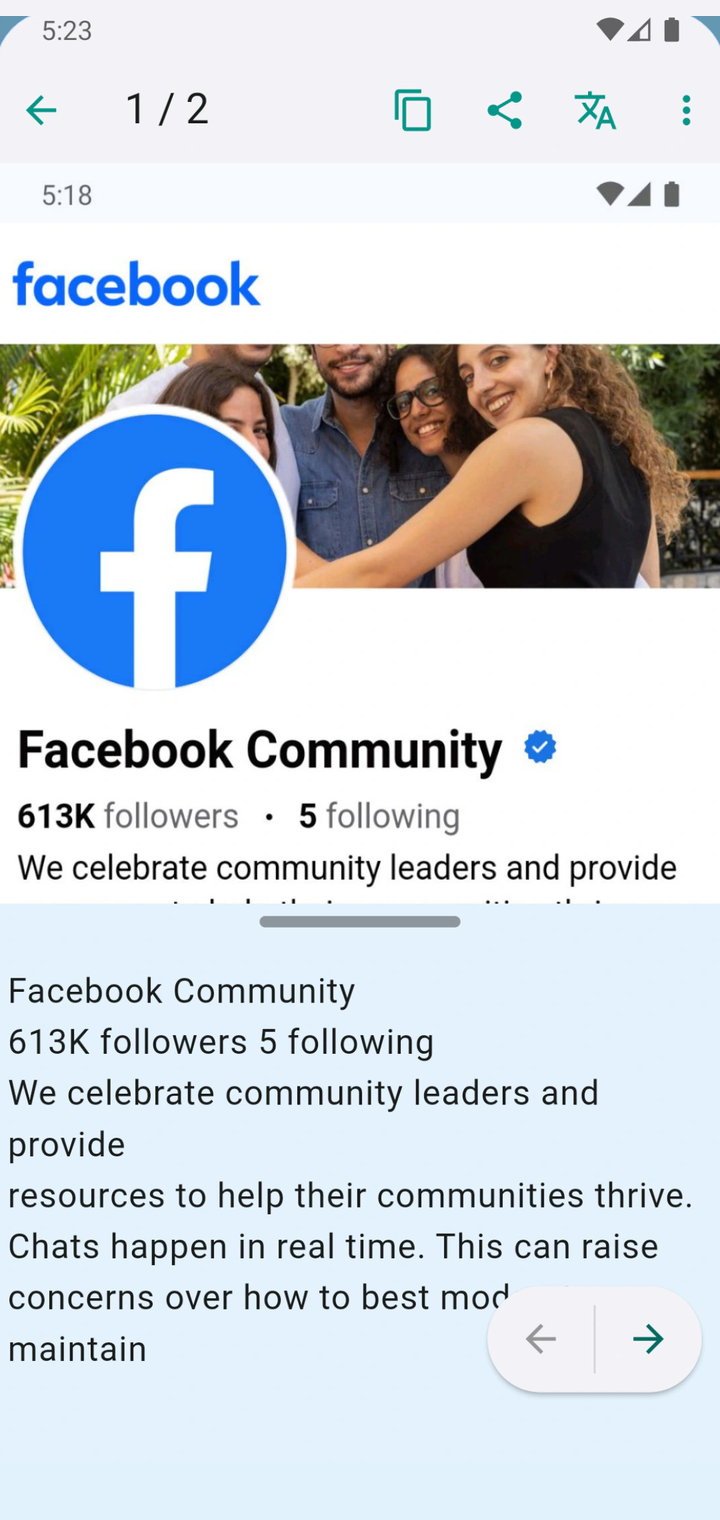 5:23
1 / 2
5:18
facebook
Facebook Community
613K followers • 5 following
We celebrate community leaders and provide
Facebook Community
613K followers 5 following
We celebrate community leaders and
provide
resources to help their communities thrive.
Chats happen in real time. This can raise
concerns over how to best
maintain